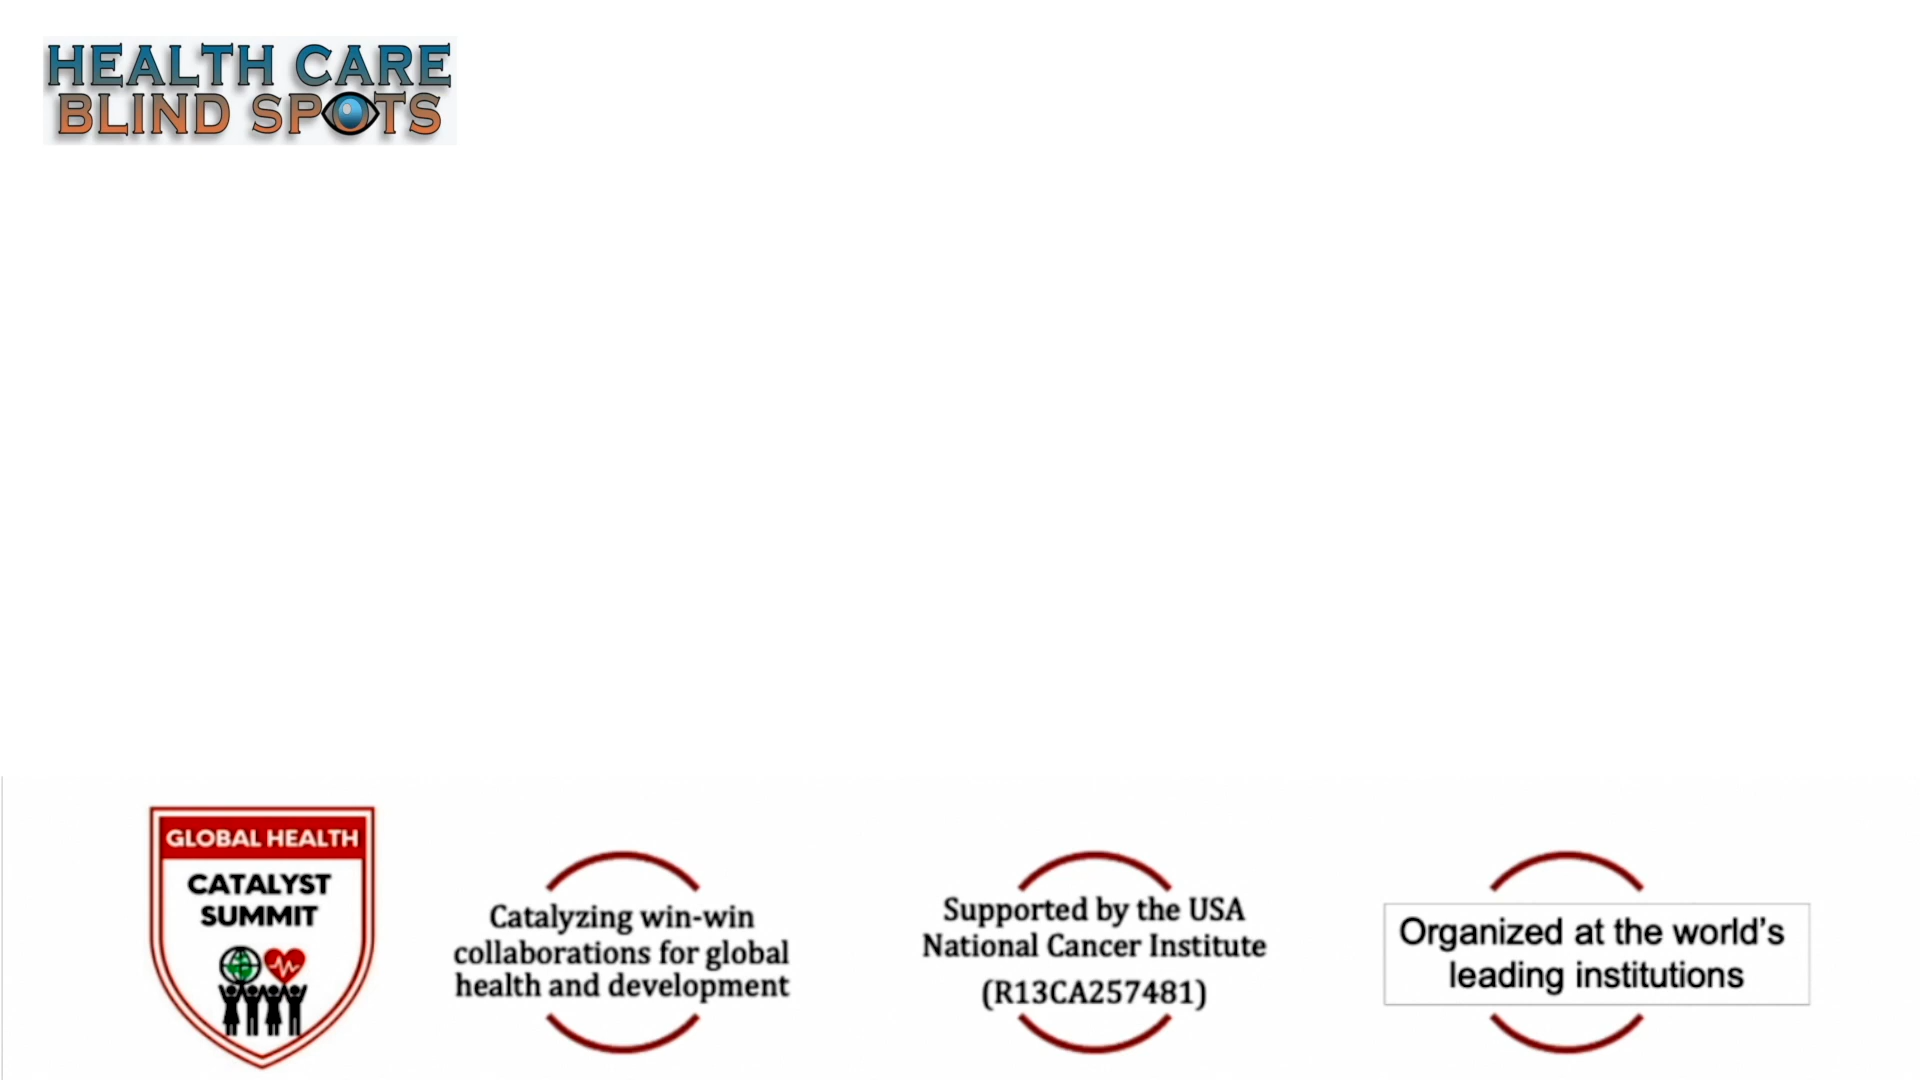 HEALTH CARE
BLIND SPOTS
GLOBAL HEALTH
CATALYST
SUMMIT
Catalyzing win-win
collaborations for global
health and development
Supported by the USA
National Cancer Institute
(R13CA257481)
Organized at the world's
leading institutions